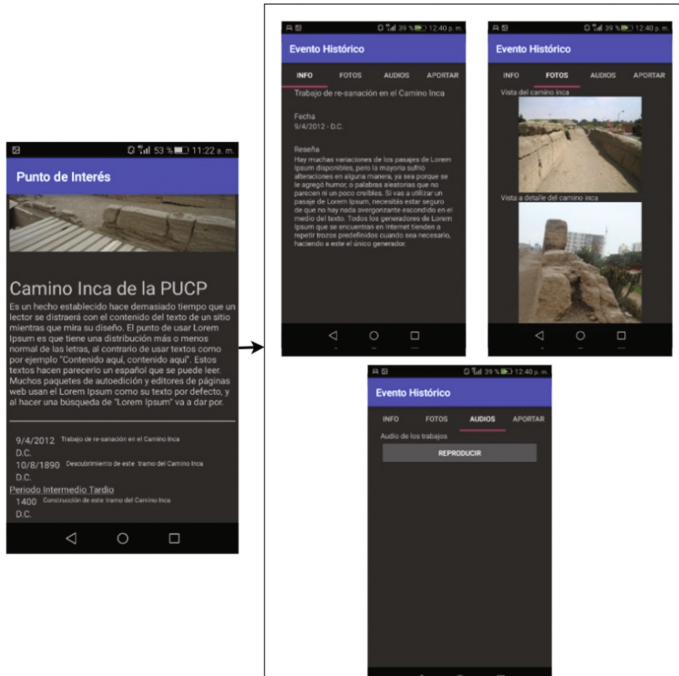 53 % 11:22 a. m.
Punto de Interés
Camino Inca de la PUCP
Es un hecho establecido hace demasiado tiempo que un
lector se distraerá con el contenido del texto de un sitio
mientras que mira su diseño. El punto de usar Lorem
Ipsum es que tiene una distribución más o menos
normal de las letras, al contrario de usar textos como
por ejemplo "Contenido aquí, contenido aquí". Estos
textos hacen parecerlo un español que se puede leer.
Muchos paquetes de autoedición y editores de páginas
web usan el Lorem Ipsum como su texto por defecto, y
al hacer una búsqueda de "Lorem Ipsum" va a dar por.
9/4/2012 Trabajo de re-sanación en el Camino Inca
D.C.
10/8/1890 Descubrimiento de este tramo del Camino Inca
D.C.
Periodo Intermedio Tardio
1400 Construcción de este tramo del Camino Inca
D.C.
39 % 12:40 p. m.
Evento Histórico
INFO FOTOS AUDIOS APORTAR
Trabajo de re-sanación en el Camino Inca
Fecha
9/4/2012 - D.C.
Reseña
Hay muchas variaciones de los pasajes de Lorem
Ipsum disponibles, pero la mayoría sufrió
alteraciones en alguna manera, ya sea porque se
le agregó humor, o palabras aleatorias que no
parecen ni un poco creíbles. Si vas a utilizar un
pasaje de Lorem Ipsum, necesitás estar seguro
de que no hay nada avergonzante escondido en el
medio del texto. Todos los generadores de Lorem
Ipsum que se encuentran en Internet tienden a
repetir trozos predefinidos cuando sea necesario,
haciendo a este el único generador.
39 % 12:40 p. m.
Evento Histórico
INFO FOTOS AUDIOS APORTAR
Vista del camino inca
Vista a detalle del camino inca
39 % 12:40 p. m.
Evento Histórico
INFO FOTOS AUDIOS APORTAR
Audio de los trabajos
REPRODUCIR